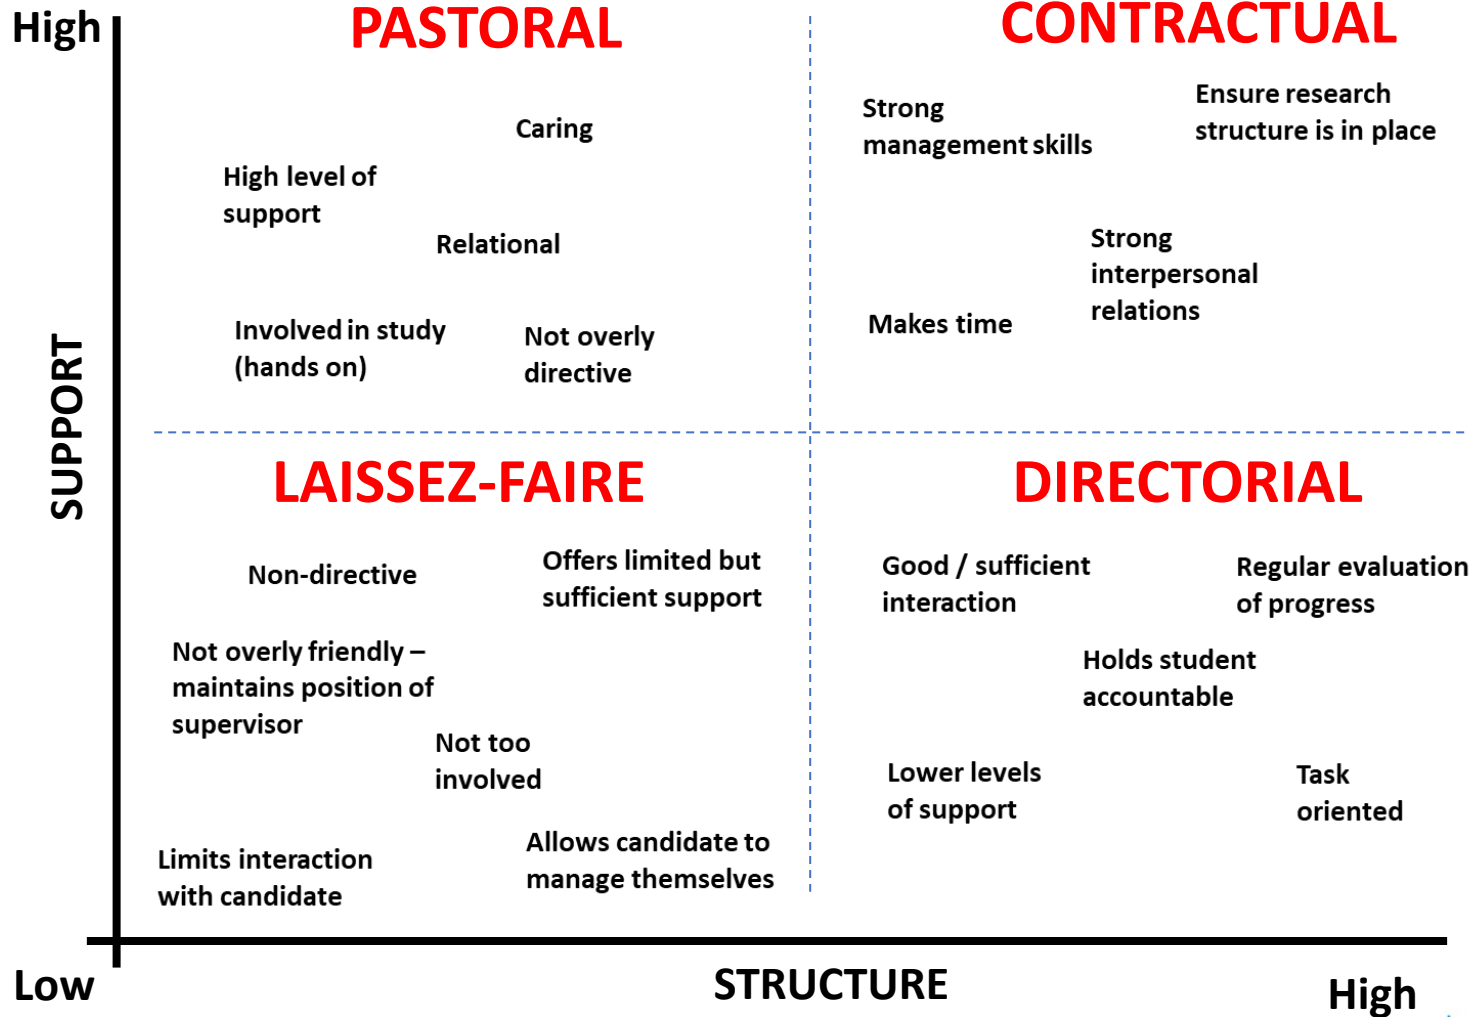 High
PASTORAL
CONTRACTUAL
SUPPORT
Caring
High level of
support
Relational
Involved in study
(hands on)
Not overly
directive
Strong
management skills
Ensure research
structure is in place
Strong
interpersonal
relations
Makes time
LAISSEZ-FAIRE
Non-directive
Offers limited but
sufficient support
Not overly friendly –
maintains position of
supervisor
Not too
involved
Limits interaction
with candidate
Allows candidate to
manage themselves
DIRECTORIAL
Good / sufficient
interaction
Regular evaluation
of progress
Holds student
accountable
Lower levels
of support
Task
oriented
Low
STRUCTURE
High